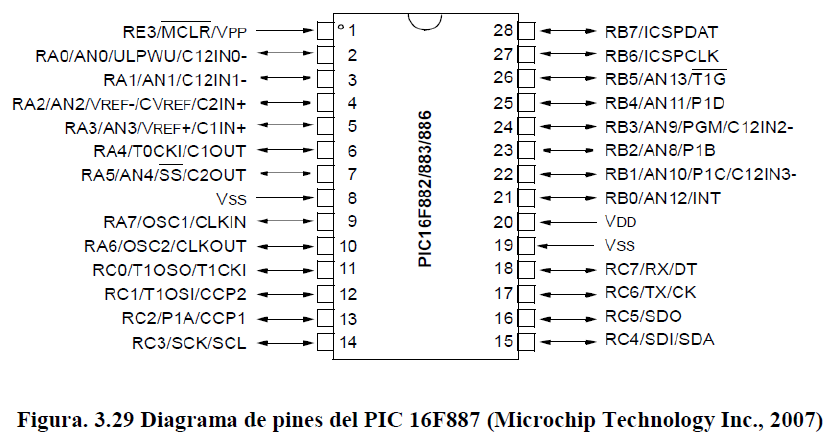 RE3/MCLR/VPP 1
RA0/AN0/ULPWU/C12IN0- 2
RA1/AN1/C12IN1- 3
RA2/AN2/VREF-/CVREF/C2IN+ 4
RA3/AN3/VREF+/C1IN+ 5
RA4/T0CKI/C1OUT 6
RA5/AN4/SS/C2OUT 7
VSS 8
RA7/OSC1/CLKIN 9
RA6/OSC2/CLKOUT 10
RC0/T1OSO/T1CKI 11
RC1/T1OSI/CCP2 12
RC2/P1A/CCP1 13
RC3/SCK/SCL 14
PIC16F882/883/886
28 RB7/ICSPDAT
27 RB6/ICSPCLK
26 RB5/AN13/T1G
25 RB4/AN11/P1D
24 RB3/AN9/PGM/C12IN2-
23 RB2/AN8/P1B
22 RB1/AN10/P1C/C12IN3-
21 RB0/AN12/INT
20 VDD
19 VSS
18 RC7/RX/DT
17 RC6/TX/CK
16 RC5/SDO
15 RC4/SDI/SDA
Figura. 3.29 Diagrama de pines del PIC 16F887 (Microchip Technology Inc., 2007)